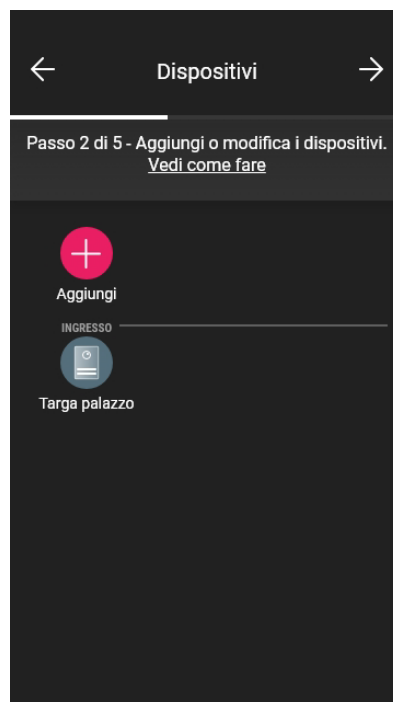 Dispositivi
Passo 2 di 5 - Aggiungi o modifica i dispositivi.
Vedi come fare
Aggiungi
INGRESSO
Targa palazzo